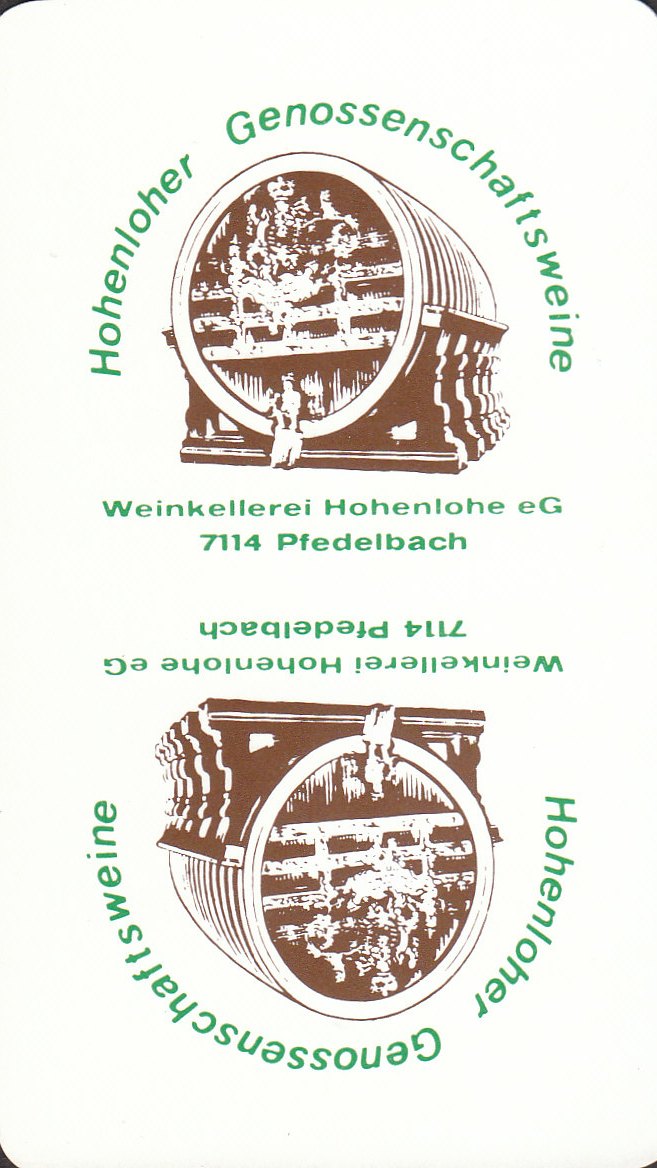 Hohenloher Genossenschaftsweine
Weinkellerei Hohenlohe eG
7114 Pfedelbach
7114 Pfedelbach
Weinkellerei Hohenlohe eG
Hohenloher Genossenschaftsweine